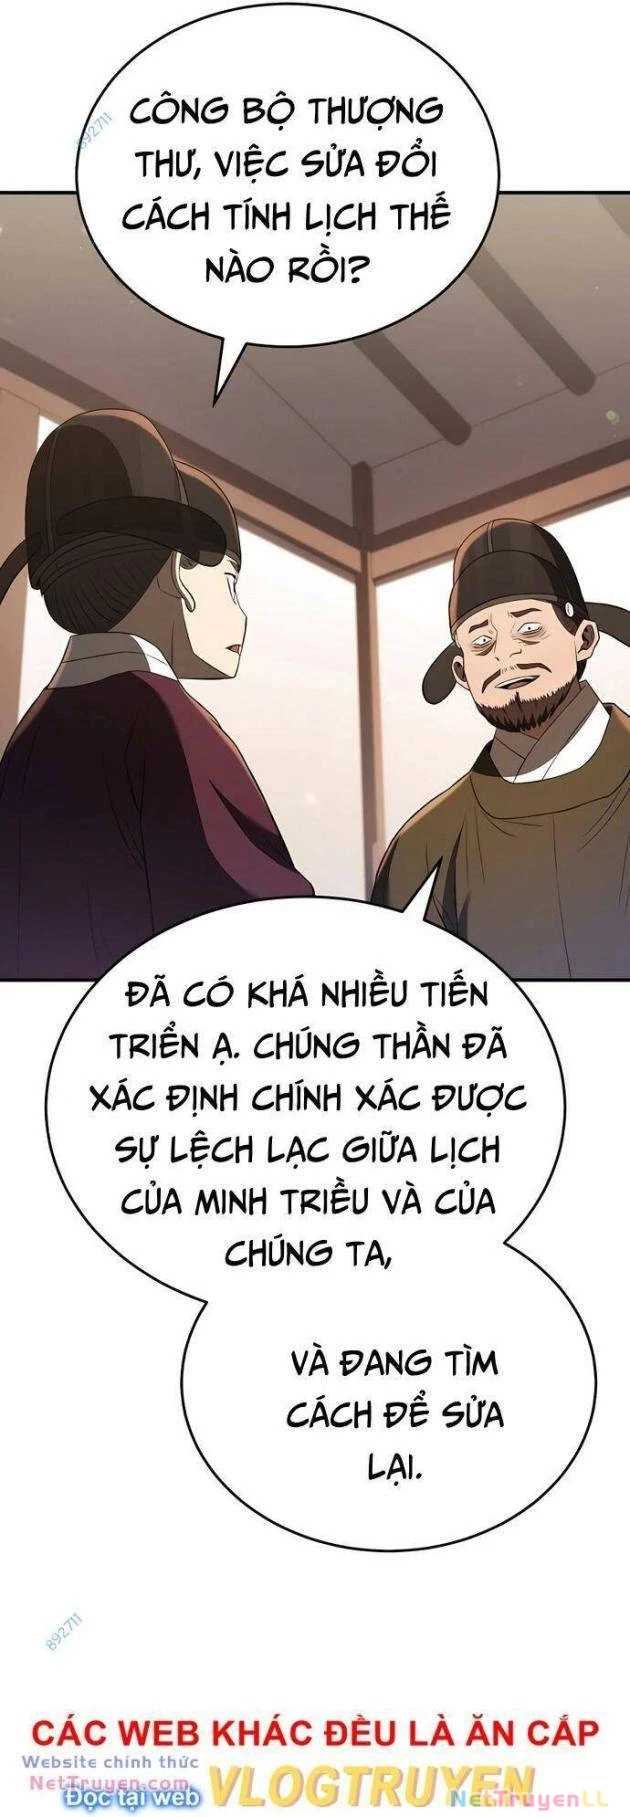 892711
CÔNG BỘ THƯỢNG
THƯ, VIỆC SỬA ĐỔI
CÁCH TÍNH LỊCH THẾ
NÀO RỒI?
ĐÃ CÓ KHÁ NHIỀU TIẾN
TRIỂN Ạ. CHÚNG THẦN ĐÃ
XÁC ĐỊNH CHÍNH XÁC ĐƯỢC
SỰ LỆCH LẠC GIỮA LỊCH
CỦA MINH TRIỀU VÀ CỦA
CHÚNG TA,
VÀ ĐANG TÌM
CÁCH ĐỂ SỬA
LẠI.
892711
CÁC WEB KHÁC ĐỀU LÀ ĂN CẮP
Website chính thức
NetTruyen.com
Đọc tại web VLOGTRUYEN
NetTruyenLL